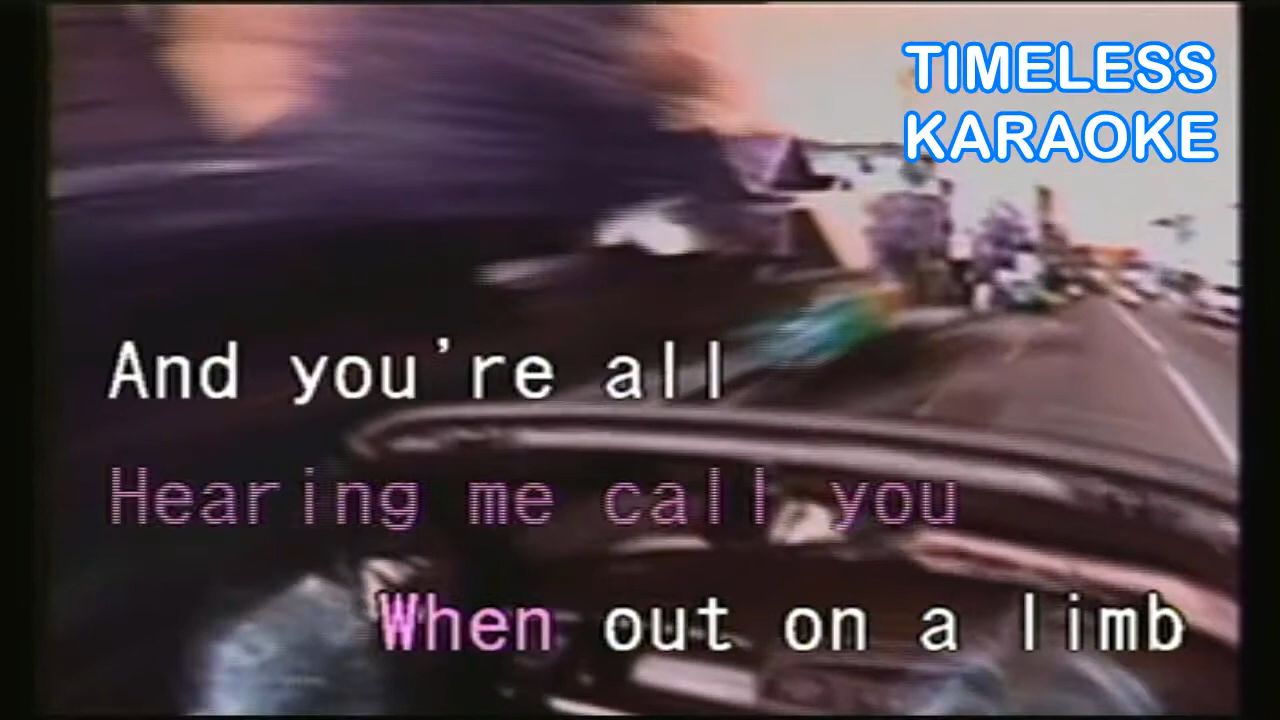 TIMELESS
KARAOKE
And you're all
Hearing me call you
When out on a limb